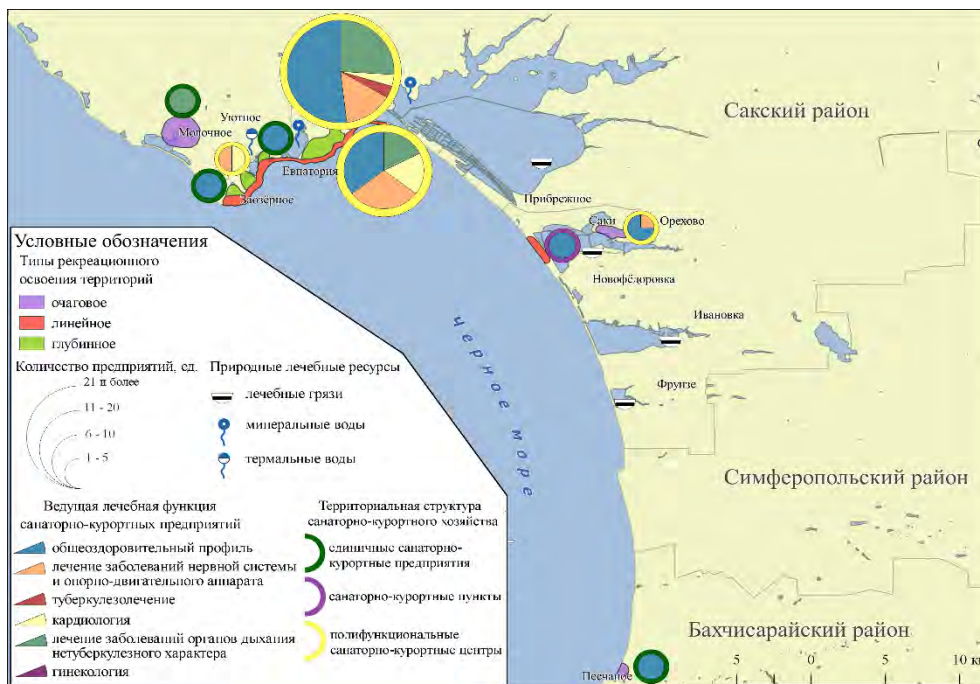 Сакский район
Уютное
Молочное
Евпатория
Заозёрное
Прибрежное
Саки
Орехово
Новофёдоровка
Ивановка
Фрунзе
Черное море
Симферопольский район
Бахчисарайский район
Песчаное
5 0 5 10 км
Условные обозначения
Типы рекреационного
освоения территорий
очаговое
линейное
глубинное
Количество предприятий, ед.
21 и более
11 - 20
6 - 10
1 - 5
Природные лечебные ресурсы
лечебные грязи
минеральные воды
термальные воды
Ведущая лечебная функция
санаторно-курортных предприятий
общеоздоровительный профиль
лечение заболеваний нервной системы
и опорно-двигательного аппарата
туберкулезолечение
кардиология
лечение заболеваний органов дыхания
нетуберкулезного характера
гинекология
Территориальная структура
санаторно-курортного хозяйства
единичные санаторно-
курортные предприятия
санаторно-курортные пункты
полифункциональные
санаторно-курортные центры